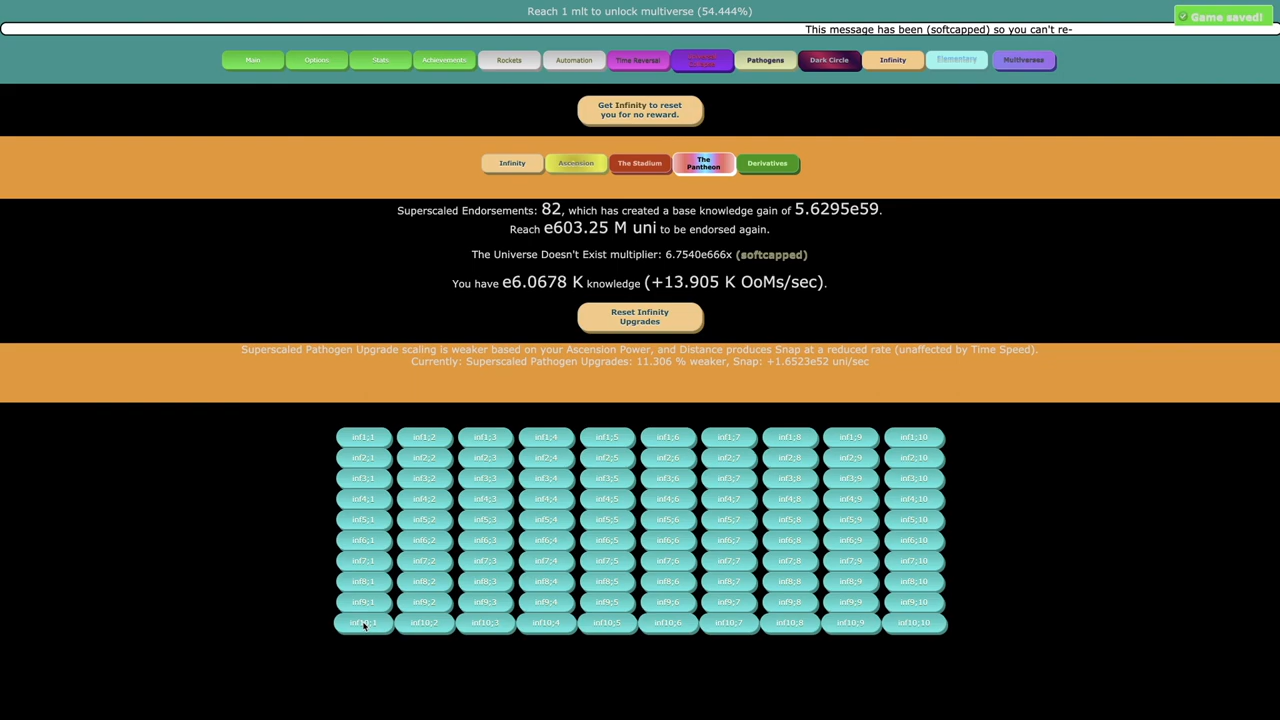 Reach 1 mlt to unlock multiverse (54.444%)
Game saved!
This message has been (softcapped) so you can't re-
Main Options Stats Achievements Rockets Automation Time Reversal Pathogens Dark Circle Infinity Elementary Multiverses
Get Infinity to reset
you for no reward.
Infinity Ascension The Stadium The Pantheon Derivatives
Superscaled Endorsements: 82, which has created a base knowledge gain of 5.6295e59.
Reach e603.25 M uni to be endorsed again.
The Universe Doesn't Exist multiplier: 6.7540e666x (softcapped)
You have e6.0678 K knowledge (+13.905 K OoMs/sec).
Reset Infinity
Upgrades
Superscaled Pathogen Upgrade scaling is weaker based on your Ascension Power, and Distance produces Snap at a reduced rate (unaffected by Time Speed).
Currently: Superscaled Pathogen Upgrades: 11.306 % weaker, Snap: +1.6523e52 uni/sec
inf1;1 inf1;2 inf1;3 inf1;4 inf1;5 inf1;6 inf1;7 inf1;8 inf1;9 inf1;10
inf2;1 inf2;2 inf2;3 inf2;4 inf2;5 inf2;6 inf2;7 inf2;8 inf2;9 inf2;10
inf3;1 inf3;2 inf3;3 inf3;4 inf3;5 inf3;6 inf3;7 inf3;8 inf3;9 inf3;10
inf4;1 inf4;2 inf4;3 inf4;4 inf4;5 inf4;6 inf4;7 inf4;8 inf4;9 inf4;10
inf5;1 inf5;2 inf5;3 inf5;4 inf5;5 inf5;6 inf5;7 inf5;8 inf5;9 inf5;10
inf6;1 inf6;2 inf6;3 inf6;4 inf6;5 inf6;6 inf6;7 inf6;8 inf6;9 inf6;10
inf7;1 inf7;2 inf7;3 inf7;4 inf7;5 inf7;6 inf7;7 inf7;8 inf7;9 inf7;10
inf8;1 inf8;2 inf8;3 inf8;4 inf8;5 inf8;6 inf8;7 inf8;8 inf8;9 inf8;10
inf9;1 inf9;2 inf9;3 inf9;4 inf9;5 inf9;6 inf9;7 inf9;8 inf9;9 inf9;10
inf10;1 inf10;2 inf10;3 inf10;4 inf10;5 inf10;6 inf10;7 inf10;8 inf10;9 inf10;10